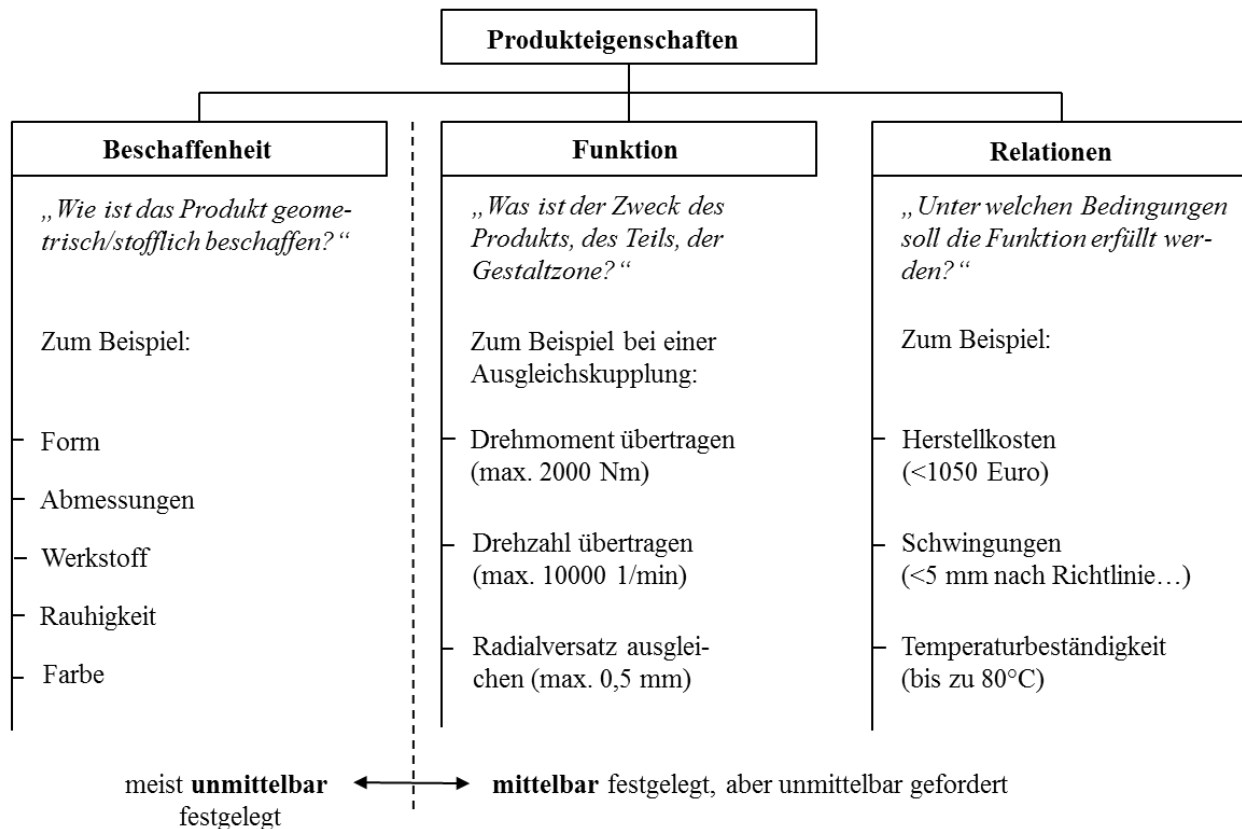 Produkteigenschaften
Beschaffenheit
„Wie ist das Produkt geome-
trisch/stofflich beschaffen?“
Zum Beispiel:
Form
Abmessungen
Werkstoff
Rauhigkeit
Farbe
Funktion
„Was ist der Zweck des
Produkts, des Teils, der
Gestaltzone?“
Zum Beispiel bei einer
Ausgleichskupplung:
Drehmoment übertragen
(max. 2000 Nm)
Drehzahl übertragen
(max. 10000 1/min)
Radialversatz ausglei-
chen (max. 0,5 mm)
Relationen
„Unter welchen Bedingungen
soll die Funktion erfüllt wer-
den?“
Zum Beispiel:
Herstellkosten
(<1050 Euro)
Schwingungen
(<5 mm nach Richtlinie…)
Temperaturbeständigkeit
(bis zu 80°C)
meist unmittelbar
festgelegt
mittelbar festgelegt, aber unmittelbar gefordert